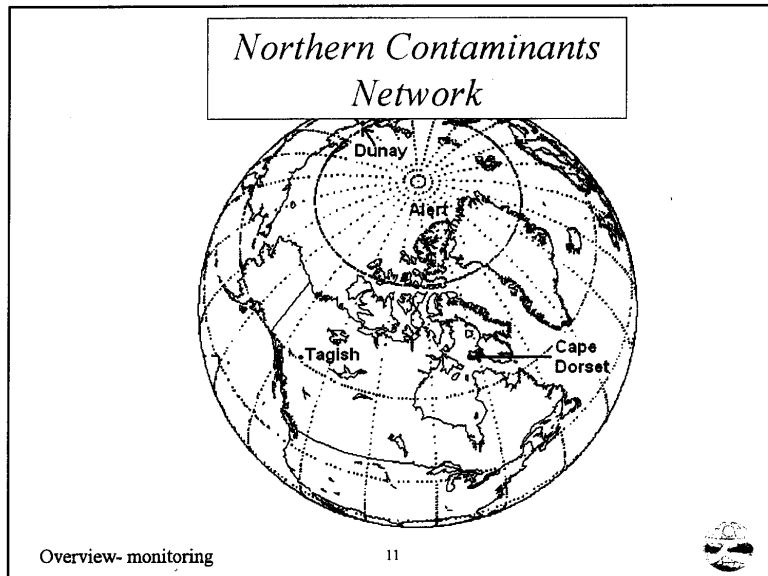 Northern Contaminants
Network
Dunay
Alert
Tagish
Cape
Dorset
Overview- monitoring
11